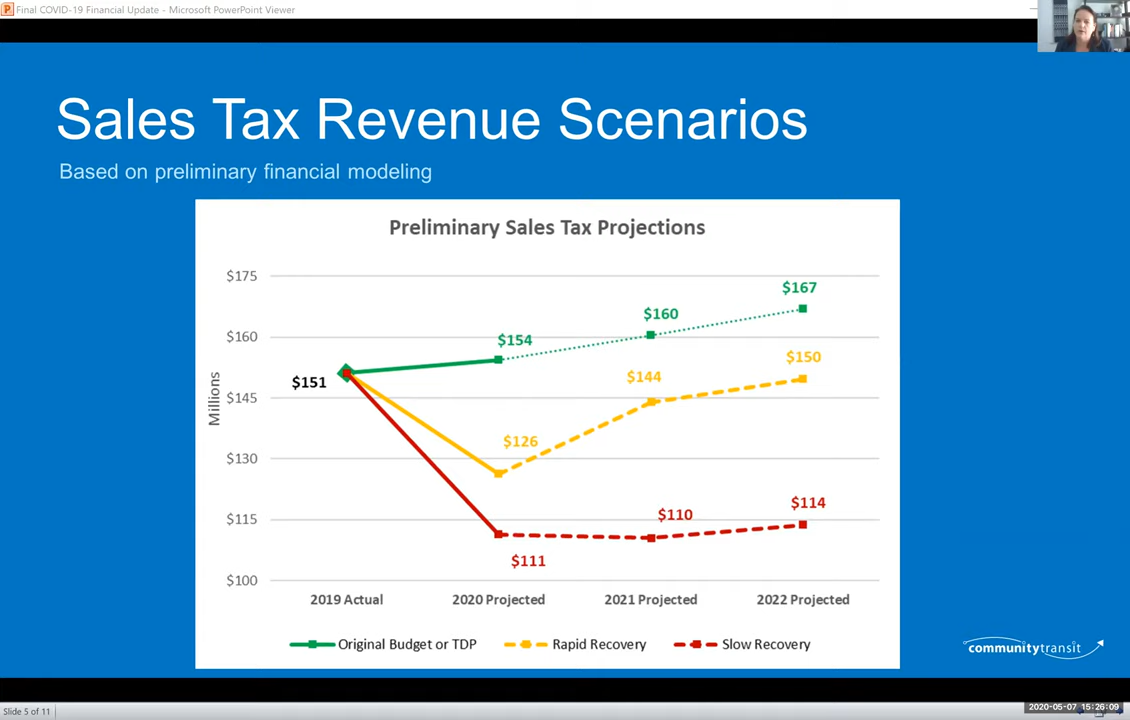 Final COVID-19 Financial Update - Microsoft PowerPoint Viewer
Sales Tax Revenue Scenarios
Based on preliminary financial modeling
Preliminary Sales Tax Projections
Millions
$175
$160
$145
$130
$115
$100
$151
$154
$160
$167
$126
$144
$150
$111
$110
$114
2019 Actual 2020 Projected 2021 Projected 2022 Projected
Original Budget or TDP Rapid Recovery Slow Recovery
communitytransit
Slide 5 of 11
2020-05-07 15:26:09